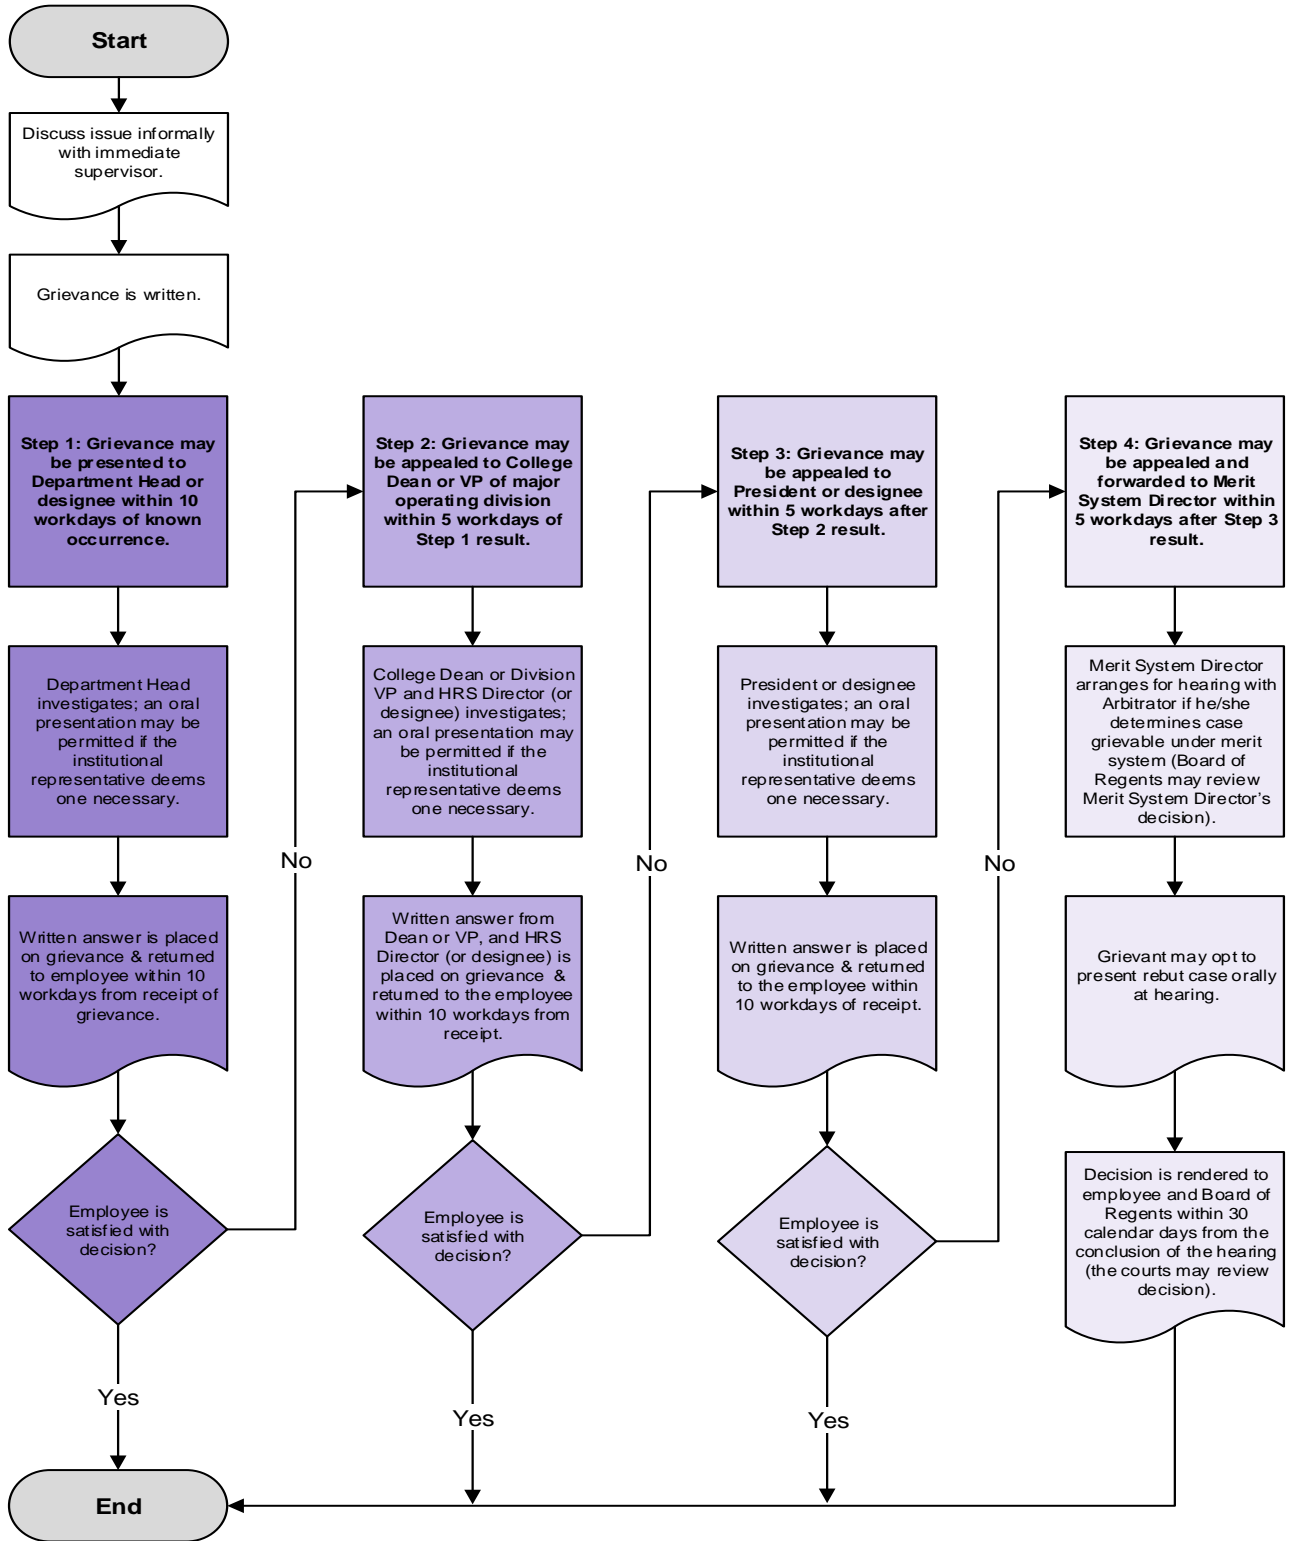 Start
Discuss issue informally
with immediate
supervisor.
Grievance is written.
Step 1: Grievance may
be presented to
Department Head or
designee within 10
workdays of known
occurrence.
Department Head
investigates; an oral
presentation may be
permitted if the
institutional
representative deems
one necessary.
Written answer is placed
on grievance & returned
to employee within 10
workdays from receipt of
grievance.
Employee is
satisfied with
decision?
Yes
No
Step 2: Grievance may
be appealed to College
Dean or VP of major
operating division
within 5 workdays of
Step 1 result.
College Dean or Division
VP and HRS Director (or
designee) investigates;
an oral presentation may
be permitted if the
institutional
representative deems
one necessary.
Written answer from
Dean or VP, and HRS
Director (or designee) is
placed on grievance &
returned to the employee
within 10 workdays from
receipt.
Employee is
satisfied with
decision?
Yes
No
Step 3: Grievance may
be appealed to
President or designee
within 5 workdays after
Step 2 result.
President or designee
investigates; an oral
presentation may be
permitted if the
institutional
representative deems
one necessary.
Written answer is placed
on grievance & returned
to the employee within
10 workdays of receipt.
Employee is
satisfied with
decision?
Yes
No
Step 4: Grievance may
be appealed and
forwarded to Merit
System Director within
5 workdays after Step 3
result.
Merit System Director
arranges for hearing with
Arbitrator if he/she
determines case
grievable under merit
system (Board of
Regents may review
Merit System Director's
decision).
Grievant may opt to
present rebut case orally
at hearing.
Decision is rendered to
employee and Board of
Regents within 30
calendar days from the
conclusion of the hearing
(the courts may review
decision).
End